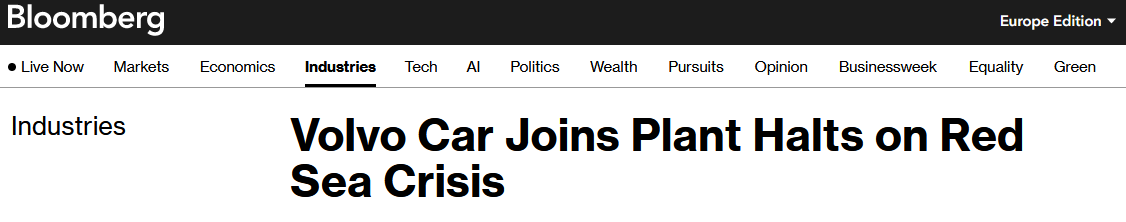 Bloomberg
Europe Edition
Live Now Markets Economics Industries Tech AI Politics Wealth Pursuits Opinion Businessweek Equality Green
Industries
Volvo Car Joins Plant Halts on Red
Sea Crisis